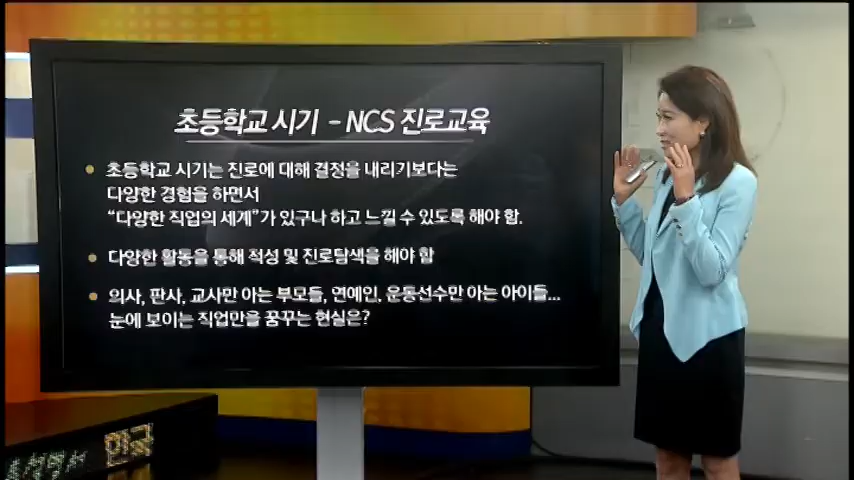 초등학교 시기 - NCS 진로교육
초등학교 시기는 진로에 대해 결정을 내리기보다는
다양한 경험을 하면서
“다양한 직업의 세계”가 있구나 하고 느낄 수 있도록 해야 함.
다양한 활동을 통해 적성 및 진로탐색을 해야 함
의사, 판사, 교사만 아는 부모들, 연예인, 운동선수만 아는 아이들...
눈에 보이는 직업만을 꿈꾸는 현실은?